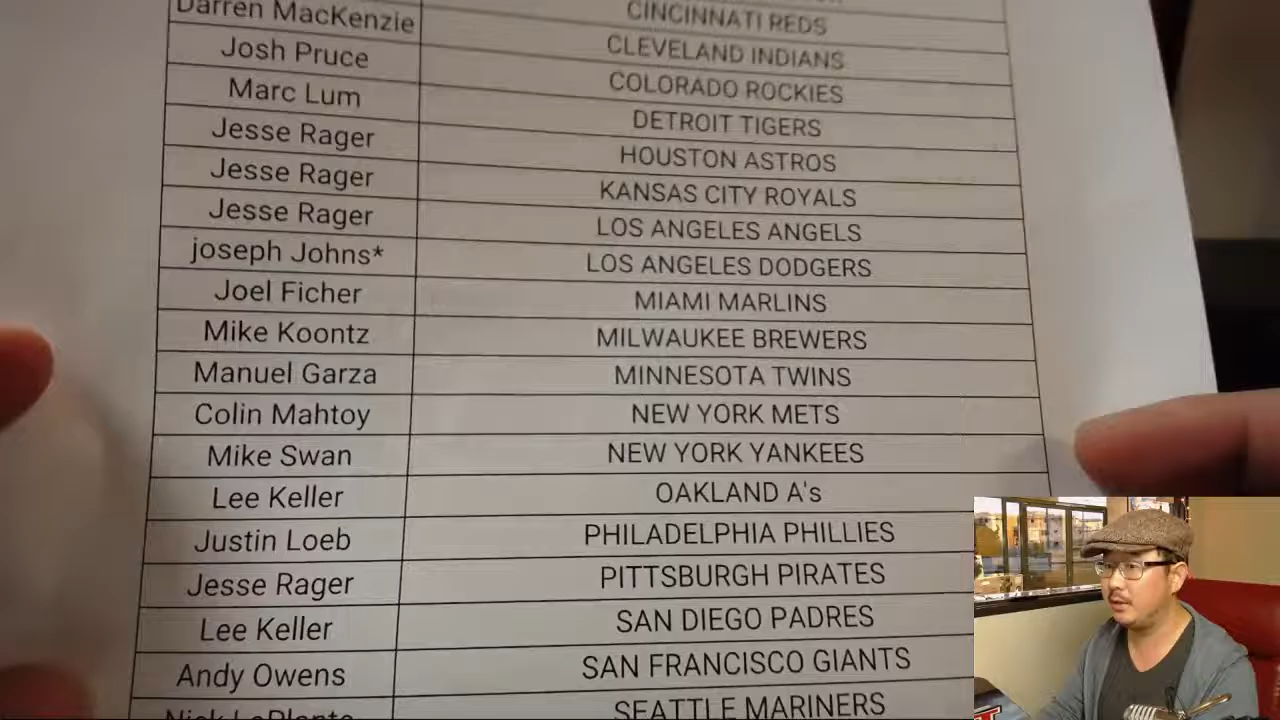 CINCINNATI REDS
Darren MacKenzie CLEVELAND INDIANS
Josh Pruce COLORADO ROCKIES
Marc Lum DETROIT TIGERS
Jesse Rager HOUSTON ASTROS
Jesse Rager KANSAS CITY ROYALS
Jesse Rager LOS ANGELES ANGELS
joseph Johns* LOS ANGELES DODGERS
Joel Ficher MIAMI MARLINS
Mike Koontz MILWAUKEE BREWERS
Manuel Garza MINNESOTA TWINS
Colin Mahtoy NEW YORK METS
Mike Swan NEW YORK YANKEES
Lee Keller OAKLAND A's
Justin Loeb PHILADELPHIA PHILLIES
Jesse Rager PITTSBURGH PIRATES
Lee Keller SAN DIEGO PADRES
Andy Owens SAN FRANCISCO GIANTS
SEATTLE MARINERS